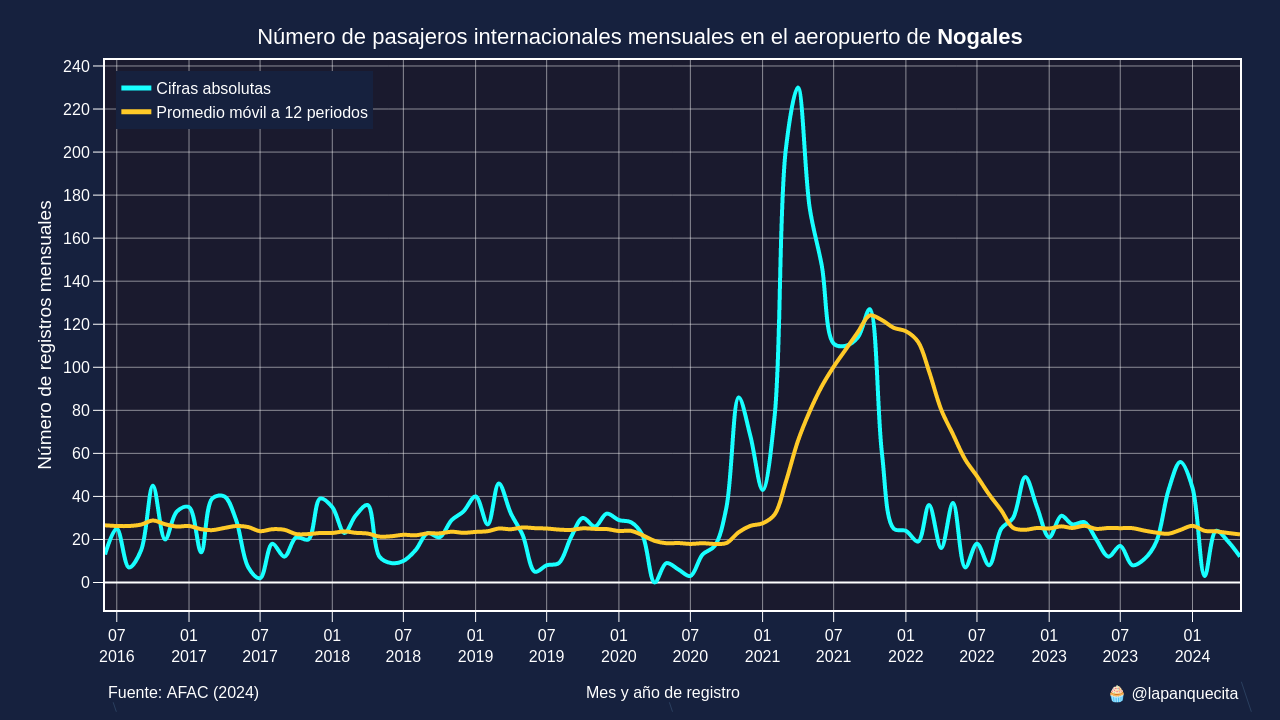 Número de pasajeros internacionales mensuales en el aeropuerto de Nogales
Cifras absolutas
Promedio móvil a 12 periodos
Número de registros mensuales
240
220
200
180
160
140
120
100
80
60
40
20
0
07 01 07 01 07 01 07 01 07 01 07 01 07 01 07 01
2016 2017 2017 2018 2018 2019 2019 2020 2020 2021 2021 2022 2022 2023 2023 2024
Fuente: AFAC (2024)
Mes y año de registro
🧁 @lapanquecita